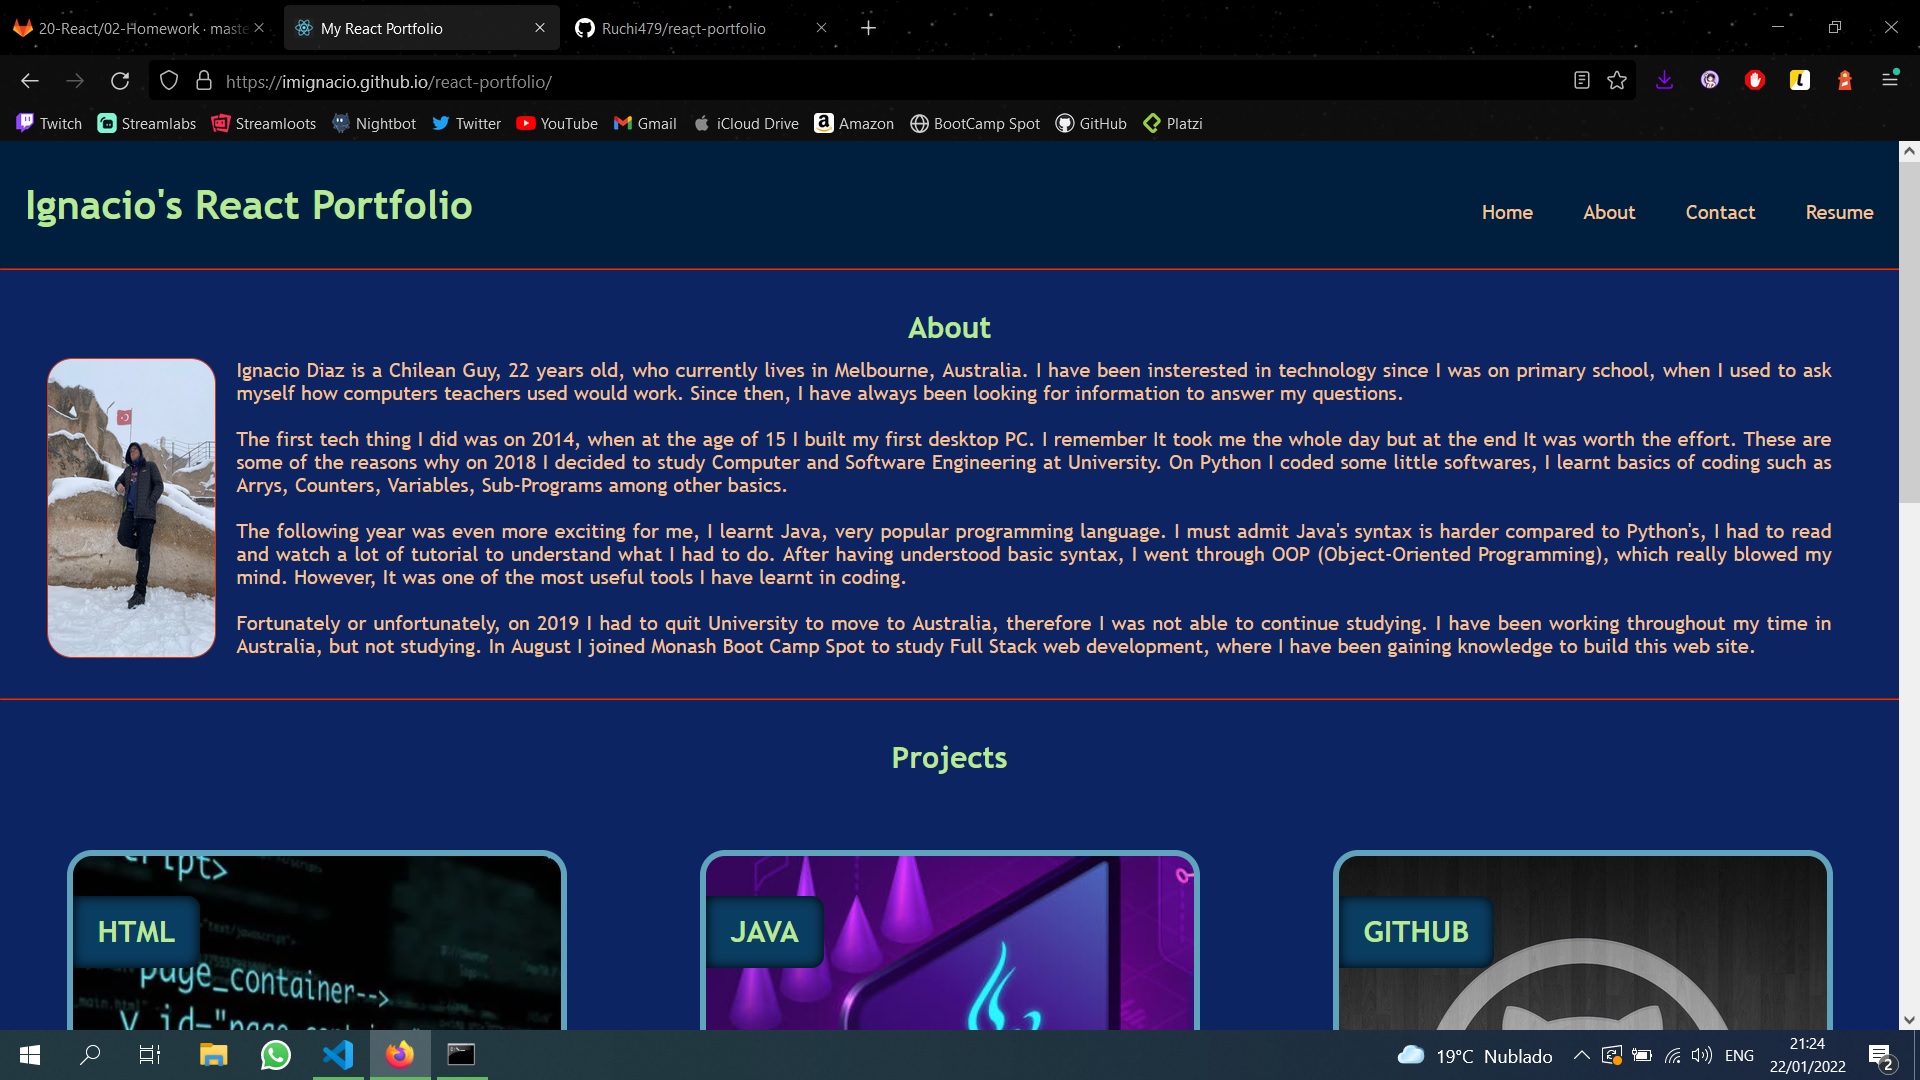 20-React/02-Homework · maste
My React Portfolio
Ruchi479/react-portfolio
https://imignacio.github.io/react-portfolio/
Twitch Streamlabs Streamloots Nightbot Twitter YouTube Gmail iCloud Drive Amazon BootCamp Spot GitHub Platzi
Ignacio's React Portfolio
Home About Contact Resume
About
Ignacio Diaz is a Chilean Guy, 22 years old, who currently lives in Melbourne, Australia. I have been insterested in technology since I was on primary school, when I used to ask
myself how computers teachers used would work. Since then, I have always been looking for information to answer my questions.
The first tech thing I did was on 2014, when at the age of 15 I built my first desktop PC. I remember It took me the whole day but at the end It was worth the effort. These are
some of the reasons why on 2018 I decided to study Computer and Software Engineering at University. On Python I coded some little softwares, I learnt basics of coding such as
Arrys, Counters, Variables, Sub-Programs among other basics.
The following year was even more exciting for me, I learnt Java, very popular programming language. I must admit Java's syntax is harder compared to Python's, I had to read
and watch a lot of tutorial to understand what I had to do. After having understood basic syntax, I went through OOP (Object-Oriented Programming), which really blowed my
mind. However, It was one of the most useful tools I have learnt in coding.
Fortunately or unfortunately, on 2019 I had to quit University to move to Australia, therefore I was not able to continue studying. I have been working throughout my time in
Australia, but not studying. In August I joined Monash Boot Camp Spot to study Full Stack web development, where I have been gaining knowledge to build this web site.
Projects
cript>
HTML
page_container-->
JAVA
GITHUB
19°C Nublado
ENG
21:24
22/01/2022
2